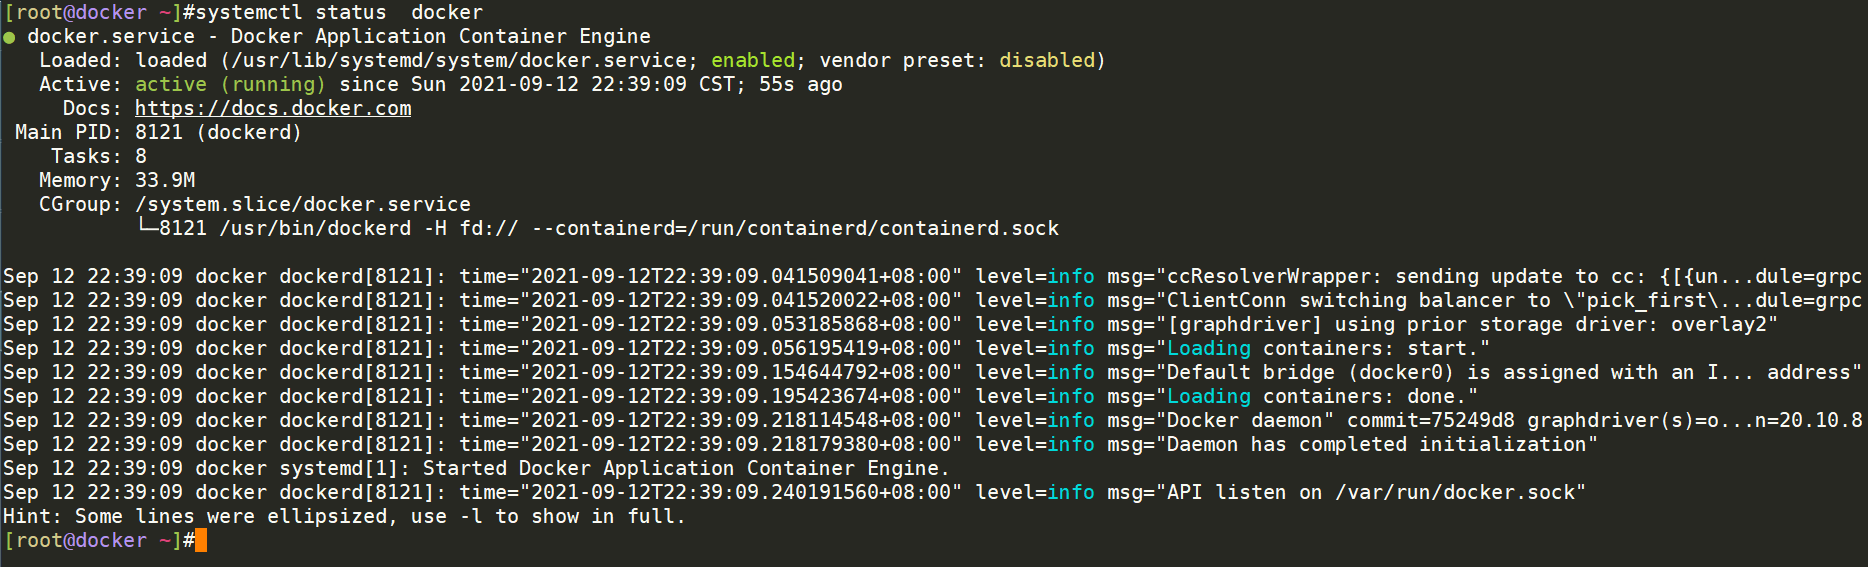 [root@docker ~]#systemctl status  docker
● docker.service - Docker Application Container Engine
   Loaded: loaded (/usr/lib/systemd/system/docker.service; enabled; vendor preset: disabled)
   Active: active (running) since Sun 2021-09-12 22:39:09 CST; 55s ago
     Docs: https://docs.docker.com
 Main PID: 8121 (dockerd)
    Tasks: 8
   Memory: 33.9M
   CGroup: /system.slice/docker.service
           └─8121 /usr/bin/dockerd -H fd:// --containerd=/run/containerd/containerd.sock

Sep 12 22:39:09 docker dockerd[8121]: time="2021-09-12T22:39:09.041509041+08:00" level=info msg="ccResolverWrapper: sending update to cc: {[{un...dule=grpc
Sep 12 22:39:09 docker dockerd[8121]: time="2021-09-12T22:39:09.041520022+08:00" level=info msg="ClientConn switching balancer to \"pick_first\...dule=grpc
Sep 12 22:39:09 docker dockerd[8121]: time="2021-09-12T22:39:09.053185868+08:00" level=info msg="[graphdriver] using prior storage driver: overlay2"
Sep 12 22:39:09 docker dockerd[8121]: time="2021-09-12T22:39:09.056195419+08:00" level=info msg="Loading containers: start."
Sep 12 22:39:09 docker dockerd[8121]: time="2021-09-12T22:39:09.154644792+08:00" level=info msg="Default bridge (docker0) is assigned with an I... address"
Sep 12 22:39:09 docker dockerd[8121]: time="2021-09-12T22:39:09.195423674+08:00" level=info msg="Loading containers: done."
Sep 12 22:39:09 docker dockerd[8121]: time="2021-09-12T22:39:09.218114548+08:00" level=info msg="Docker daemon" commit=75249d8 graphdriver(s)=o...n=20.10.8
Sep 12 22:39:09 docker dockerd[8121]: time="2021-09-12T22:39:09.218179380+08:00" level=info msg="Daemon has completed initialization"
Sep 12 22:39:09 docker systemd[1]: Started Docker Application Container Engine.
Sep 12 22:39:09 docker dockerd[8121]: time="2021-09-12T22:39:09.240191560+08:00" level=info msg="API listen on /var/run/docker.sock"
Hint: Some lines were ellipsized, use -l to show in full.
[root@docker ~]#